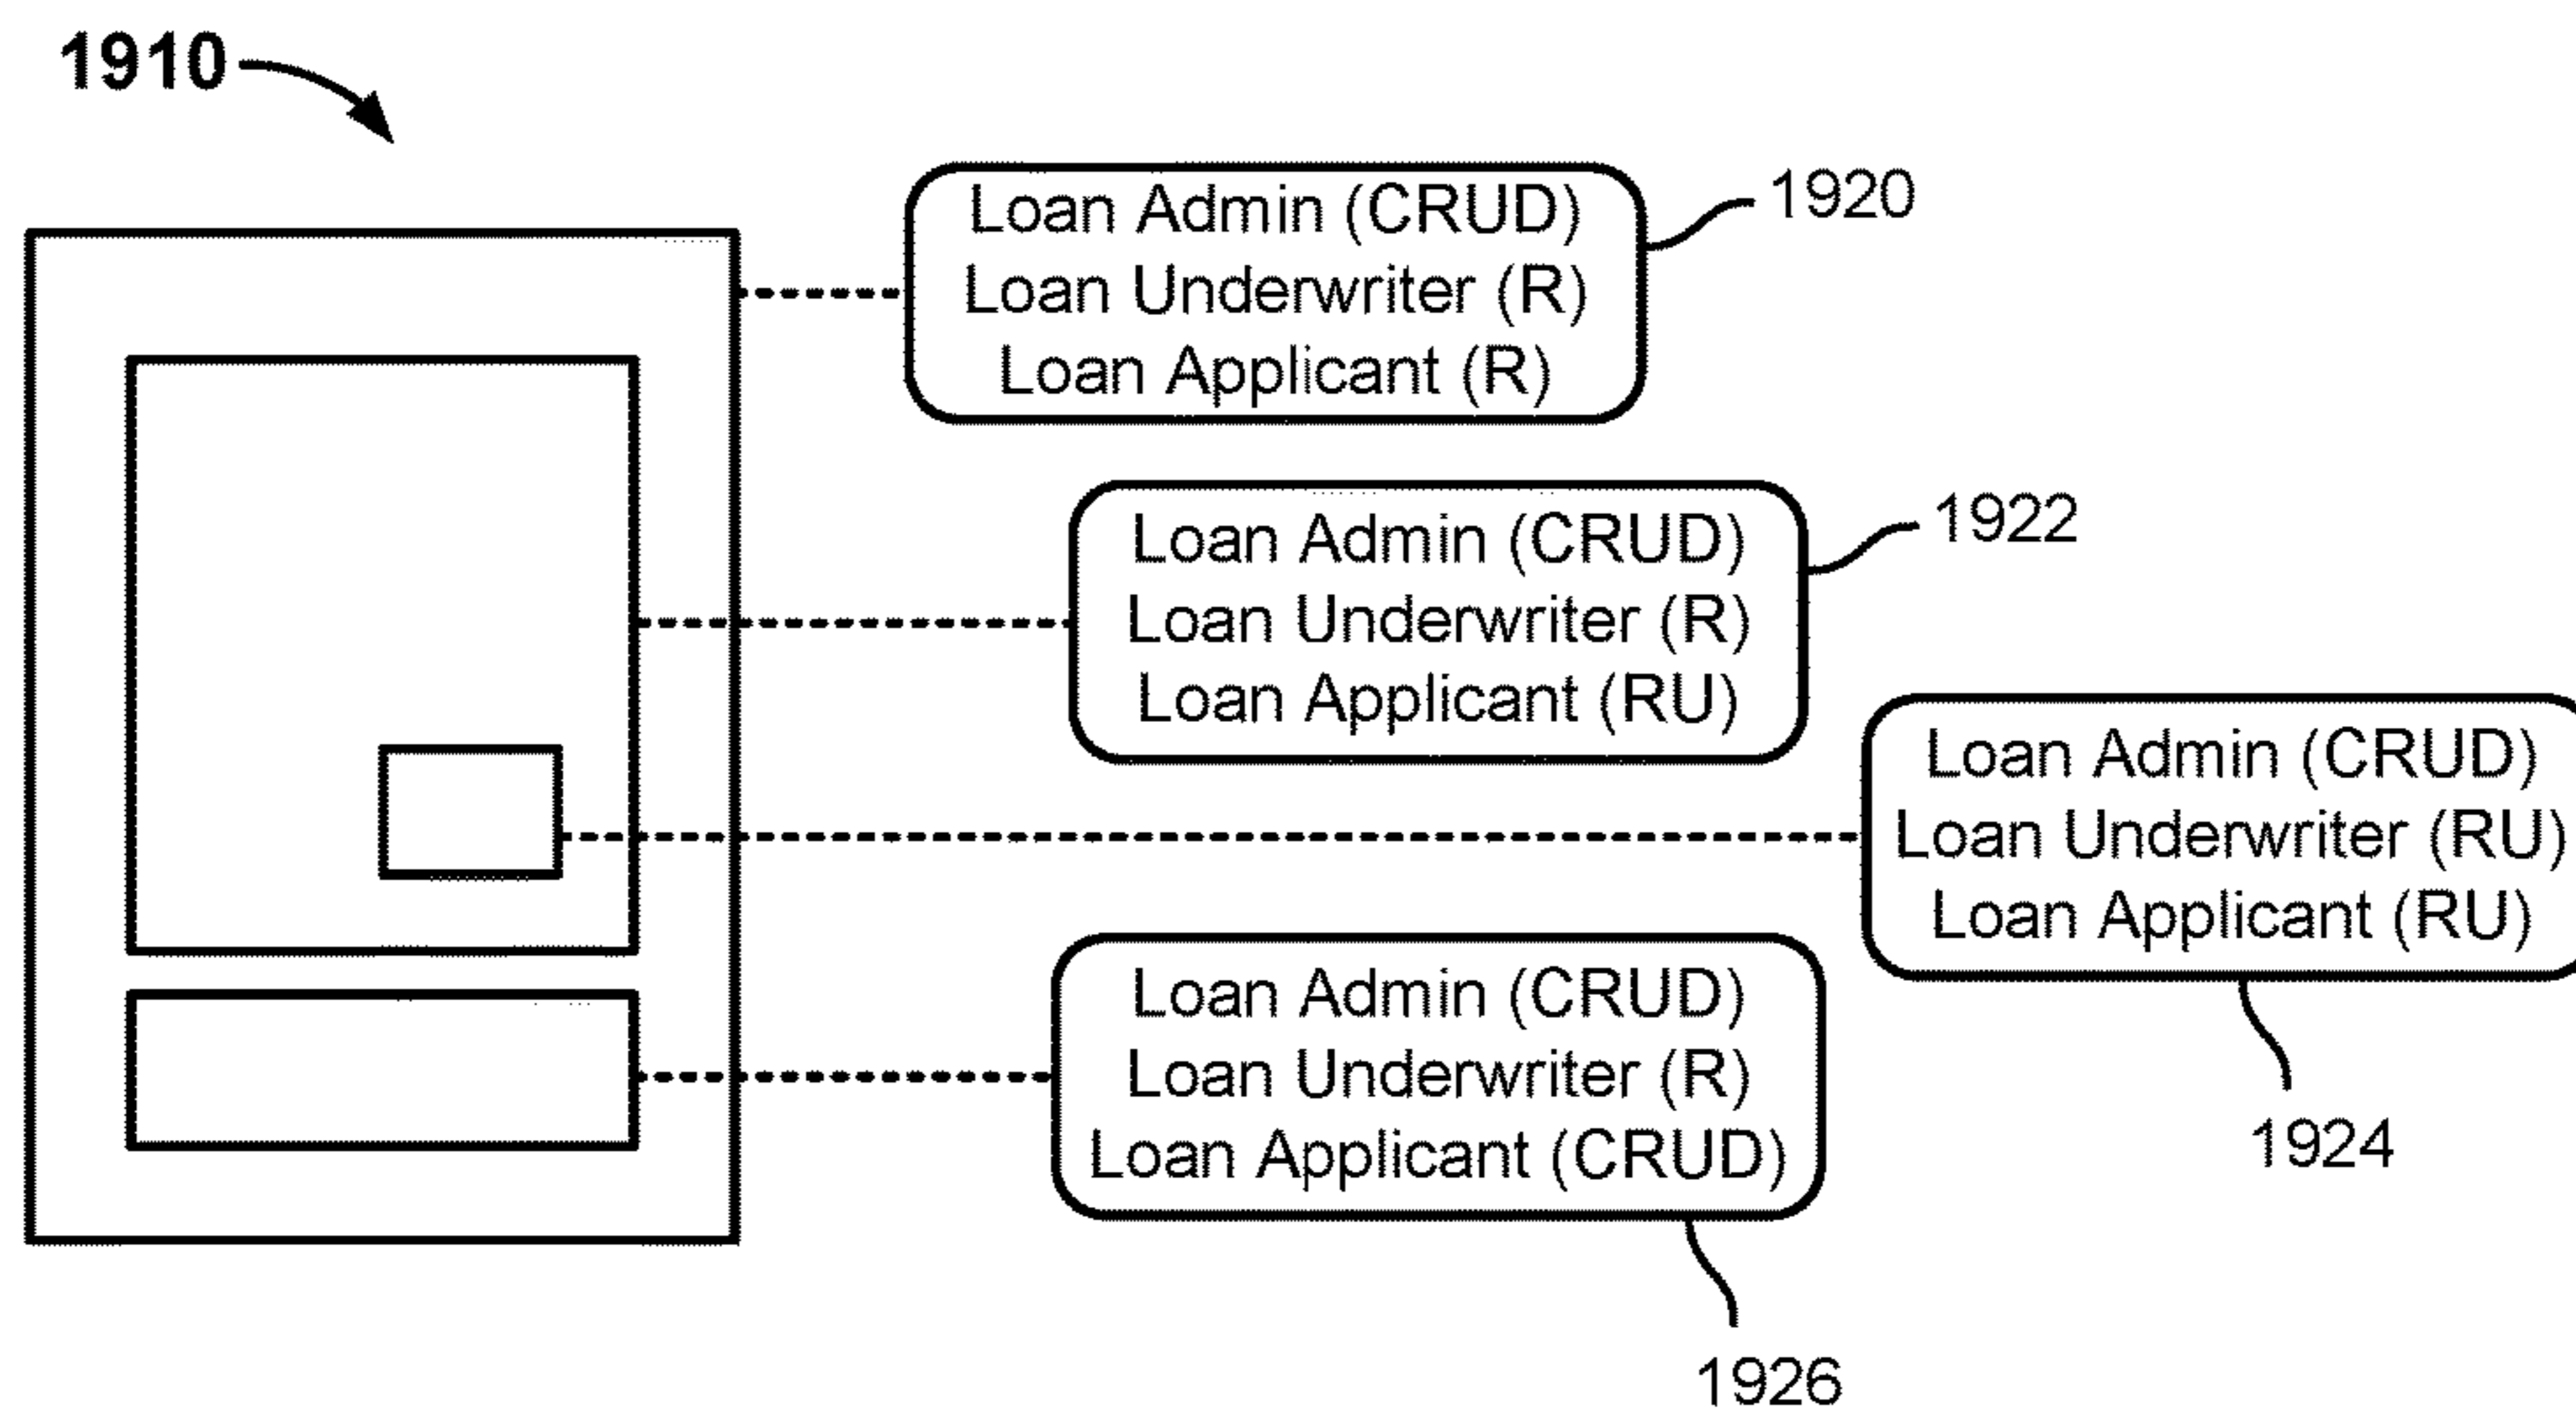 1910
Loan Admin (CRUD)
Loan Underwriter (R)
Loan Applicant (R)
1920
Loan Admin (CRUD)
Loan Underwriter (R)
Loan Applicant (RU)
1922
Loan Admin (CRUD)
Loan Underwriter (RU)
Loan Applicant (RU)
1924
Loan Admin (CRUD)
Loan Underwriter (R)
Loan Applicant (CRUD)
1926